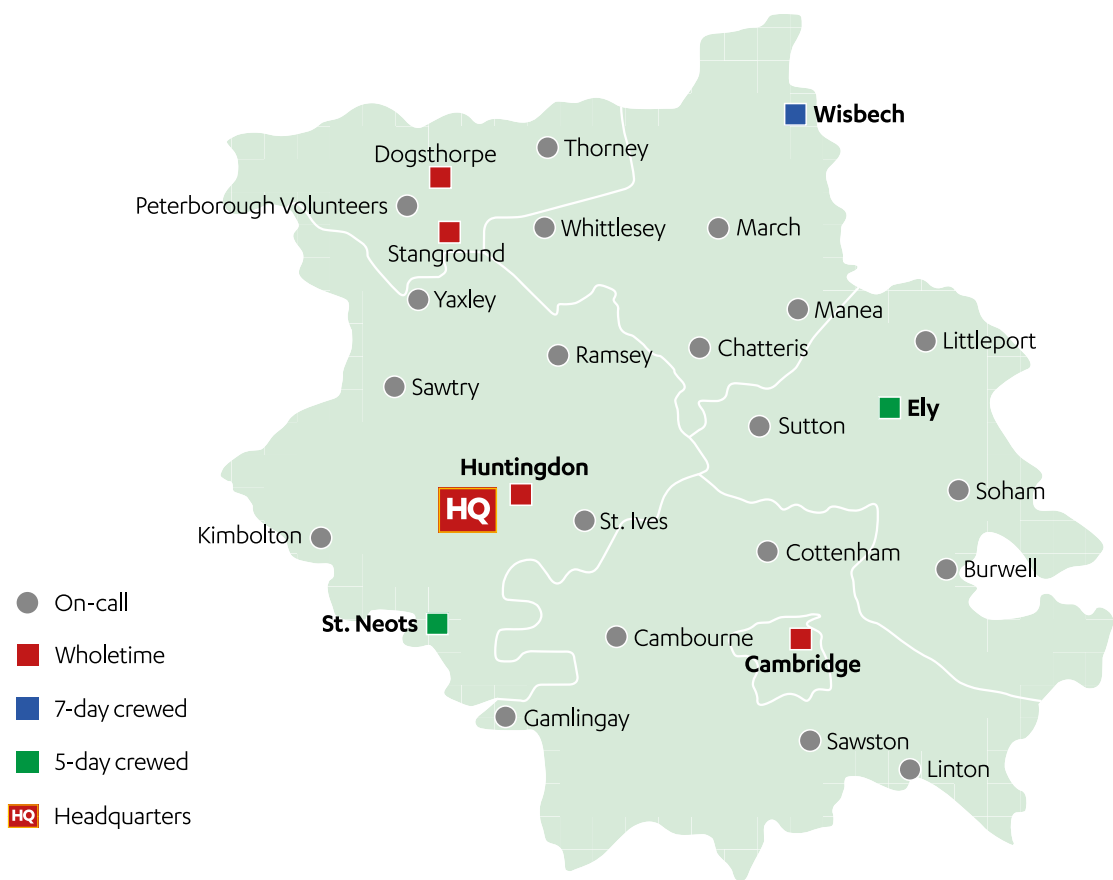 Wisbech
Thorney
Dogsthorpe
Peterborough Volunteers
Whittlesey
March
Stanground
Yaxley
Manea
Littleport
Chatteris
Ramsey
Sawtry
Ely
Sutton
Huntingdon
HQ
Soham
St. Ives
Kimbolton
Cottenham
Burwell
On-call
St. Neots
Cambourne
Wholetime
Cambridge
7-day crewed
Gamlingay
Sawston
5-day crewed
Linton
HQ Headquarters